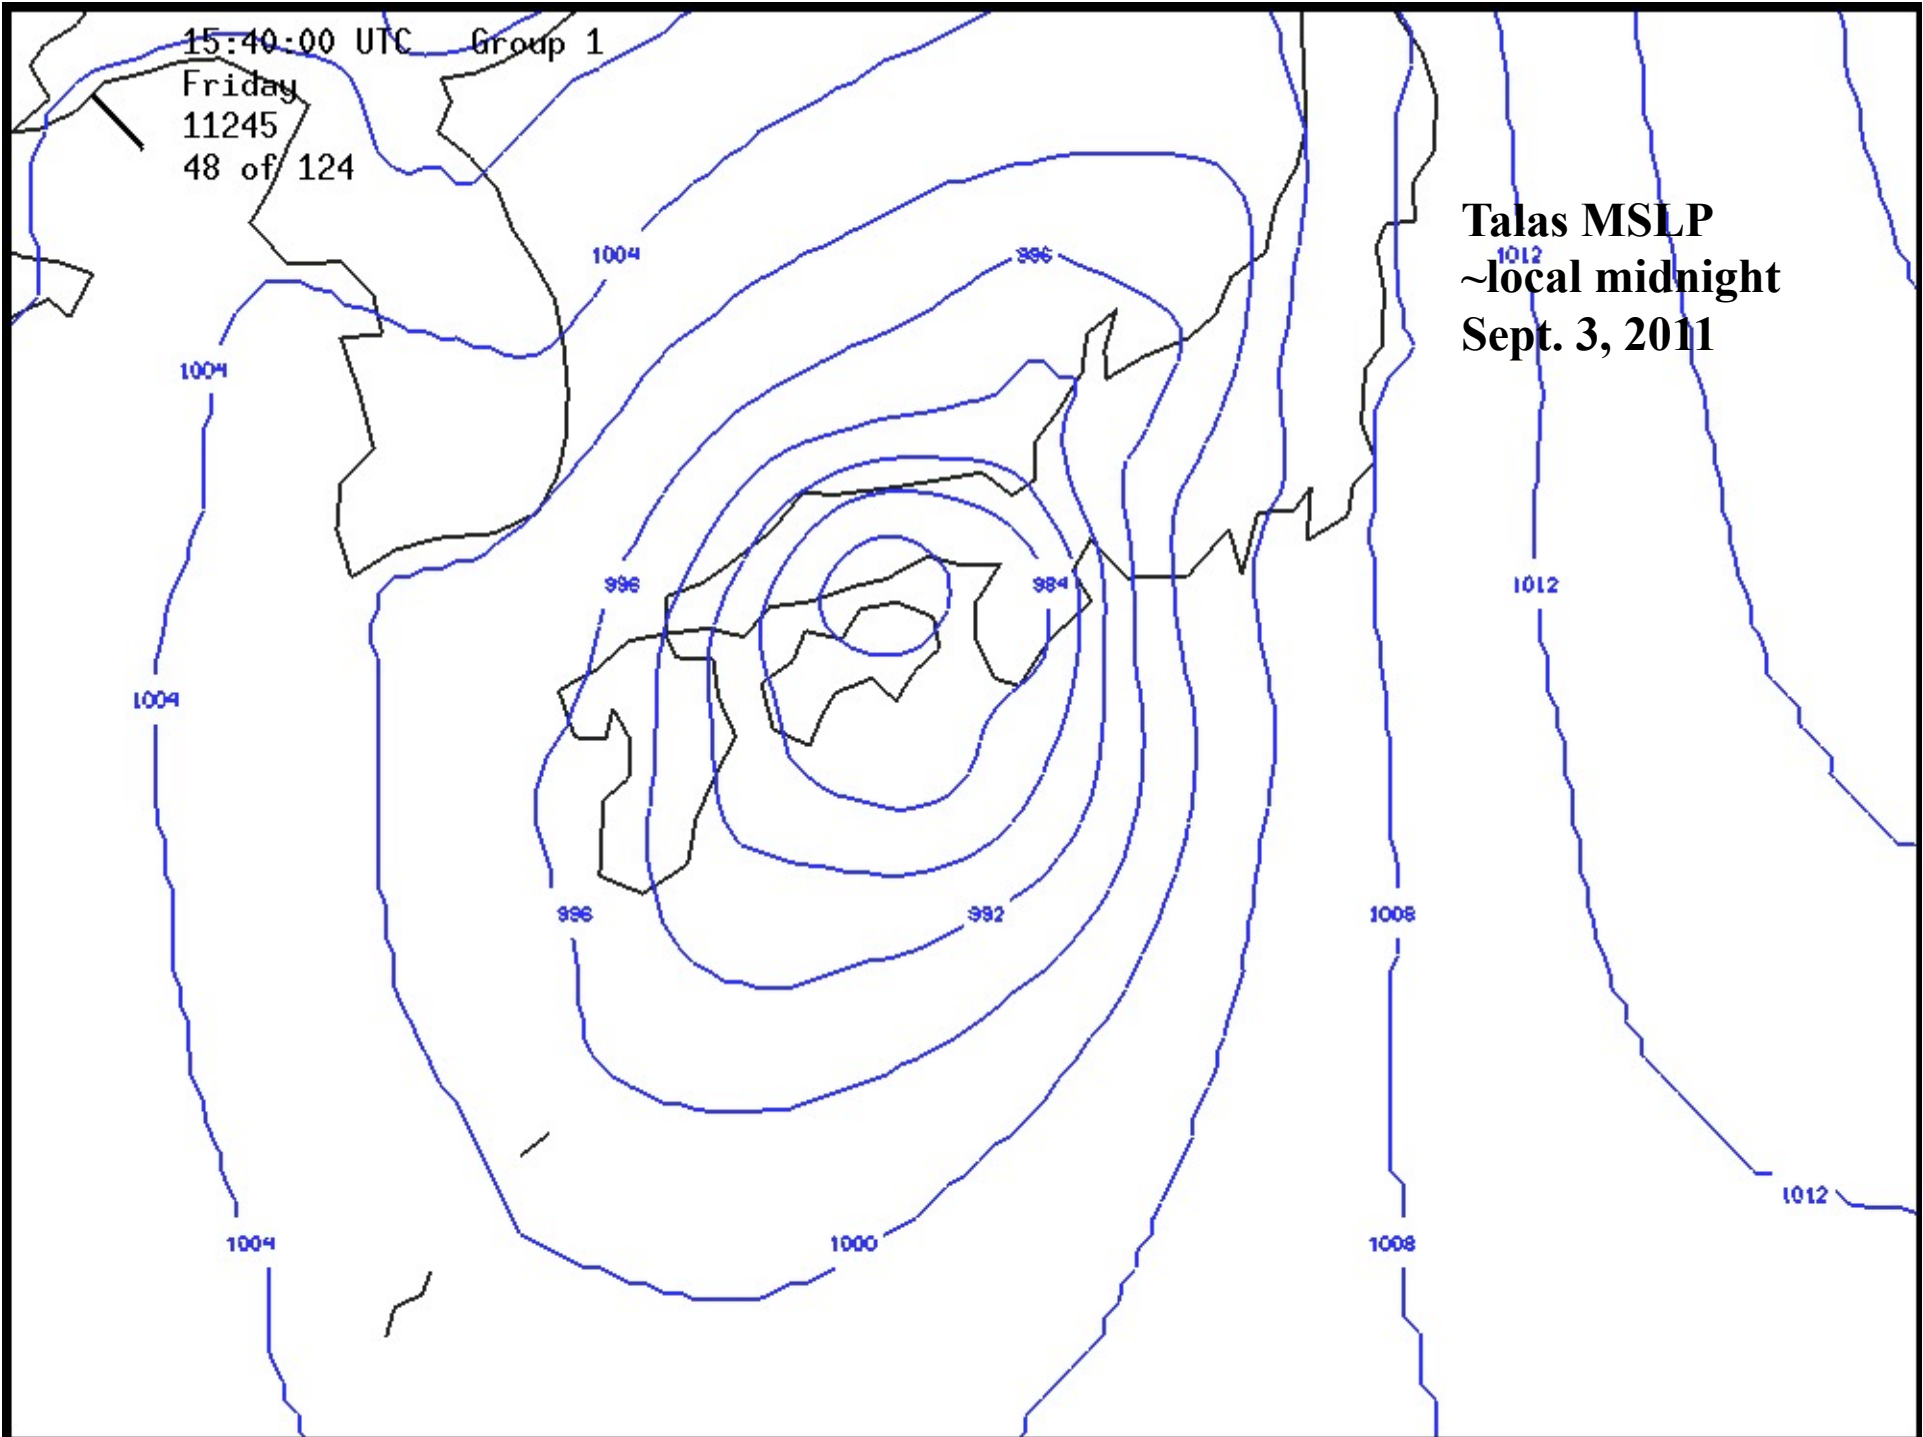 15:40:00 UTC   Group 1
Friday
11245
48 of 124
Talas MSLP
~local midnight
Sept. 3, 2011
1004
996
1012
1004
996
984
1012
1004
996
992
1008
1012
1004
1000
1008